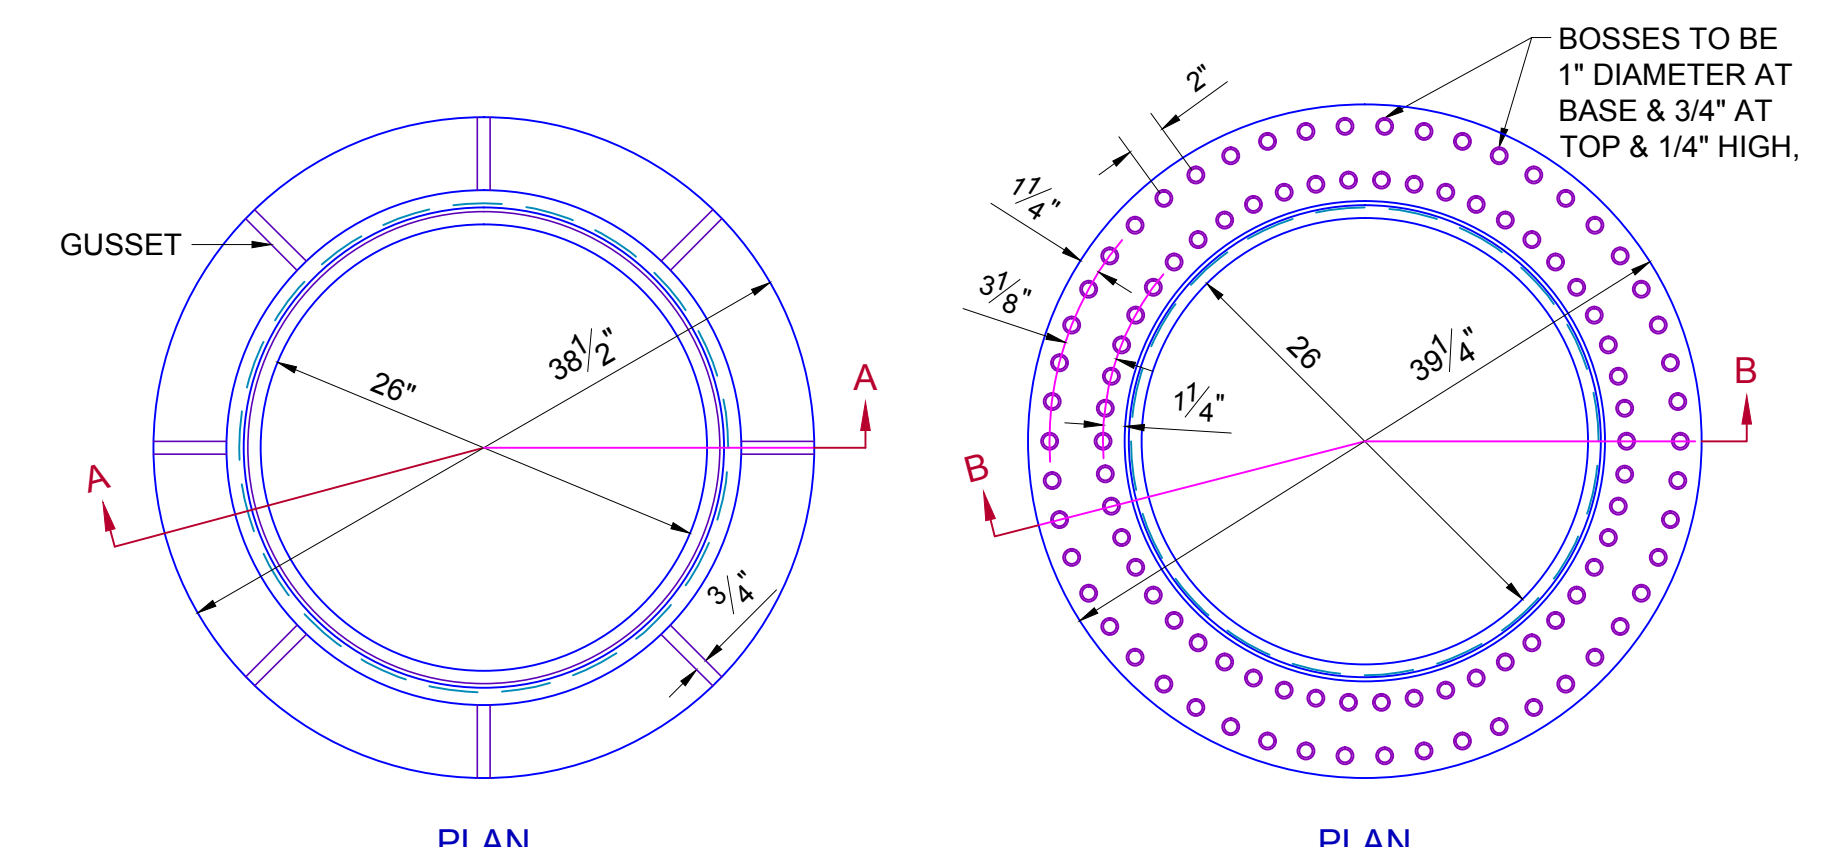 GUSSET
26"
38 1/2"
3/4"
A
A
PLAN
BOSSES TO BE
1" DIAMETER AT
BASE & 3/4" AT
TOP & 1/4" HIGH,
2"
1 1/4"
3 1/8"
1 1/4"
26
39 1/4"
B
B
PLAN